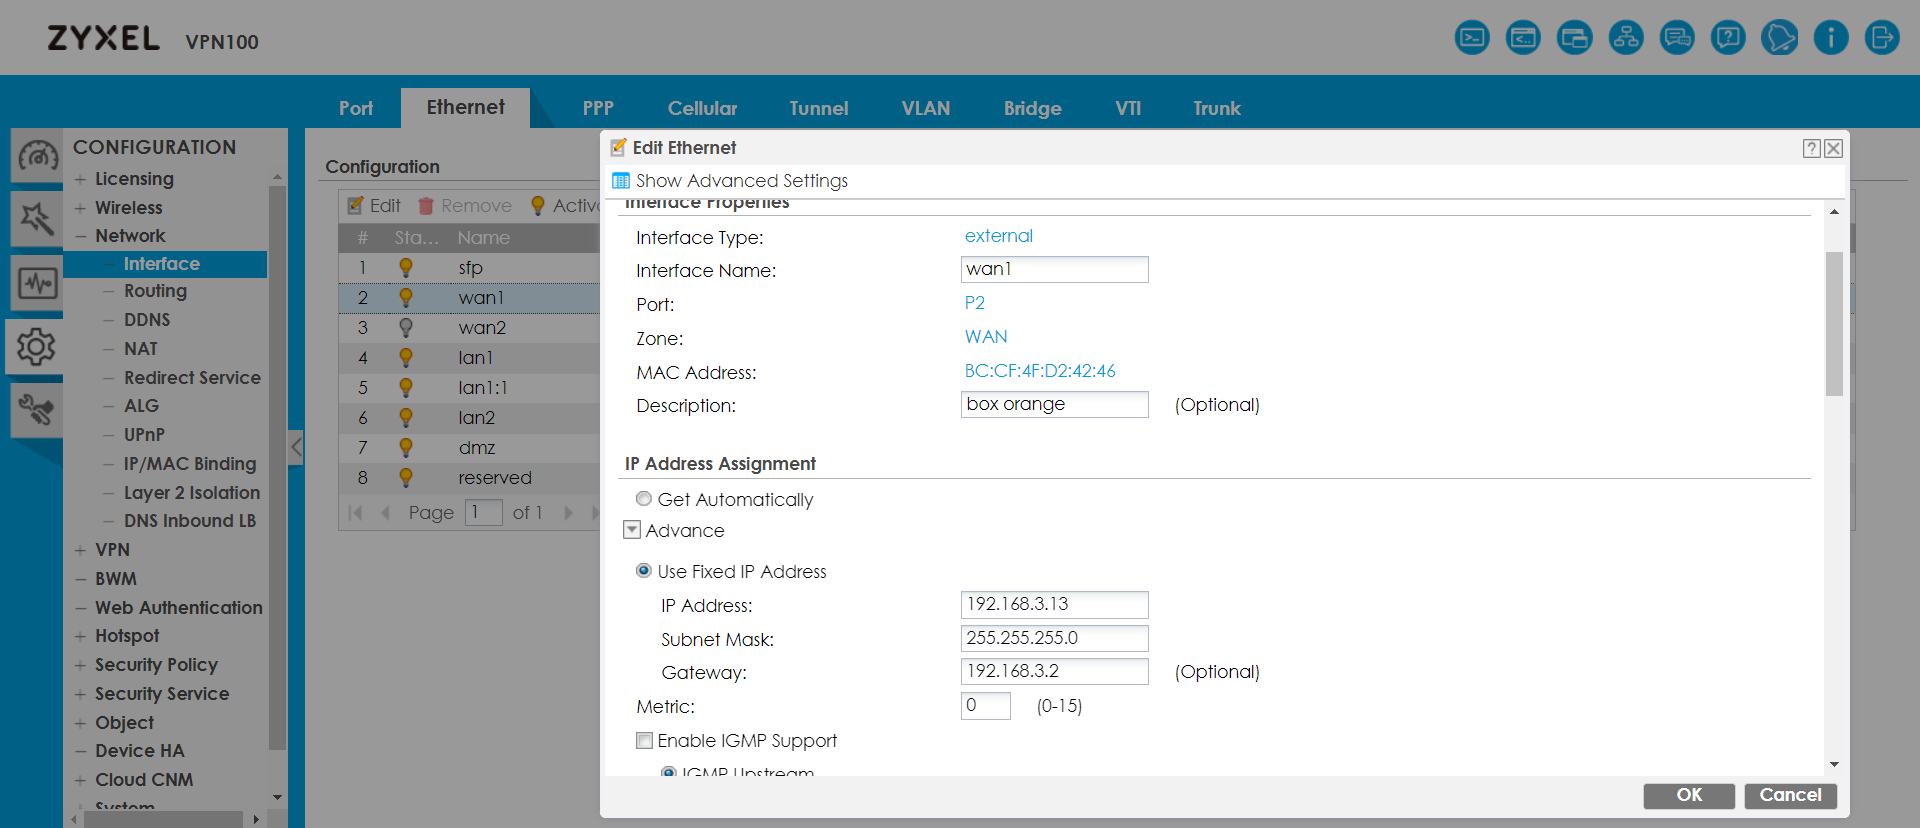 ZYXEL VPN100
Port Ethernet PPP Cellular Tunnel VLAN Bridge VTI Trunk
CONFIGURATION
Licensing
Wireless
Network
Interface
Routing
DDNS
NAT
Redirect Service
ALG
UPnP
IP/MAC Binding
Layer 2 Isolation
DNS Inbound LB
VPN
BWM
Web Authentication
Hotspot
Security Policy
Security Service
Object
Device HA
Cloud CNM
System
Configuration
Edit Remove Activ
# Sta... Name
1 sfp
2 wan1
3 wan2
4 lan1
5 lan1:1
6 lan2
7 dmz
8 reserved
Page 1 of 1
Edit Ethernet
Show Advanced Settings
Interface Properties
Interface Type: external
Interface Name: wan1
Port: P2
Zone: WAN
MAC Address: BC:CF:4F:D2:42:46
Description: box orange (Optional)
IP Address Assignment
Get Automatically
Advance
Use Fixed IP Address
IP Address: 192.168.3.13
Subnet Mask: 255.255.255.0
Gateway: 192.168.3.2 (Optional)
Metric: 0 (0-15)
Enable IGMP Support
IGMP Upstream
OK Cancel